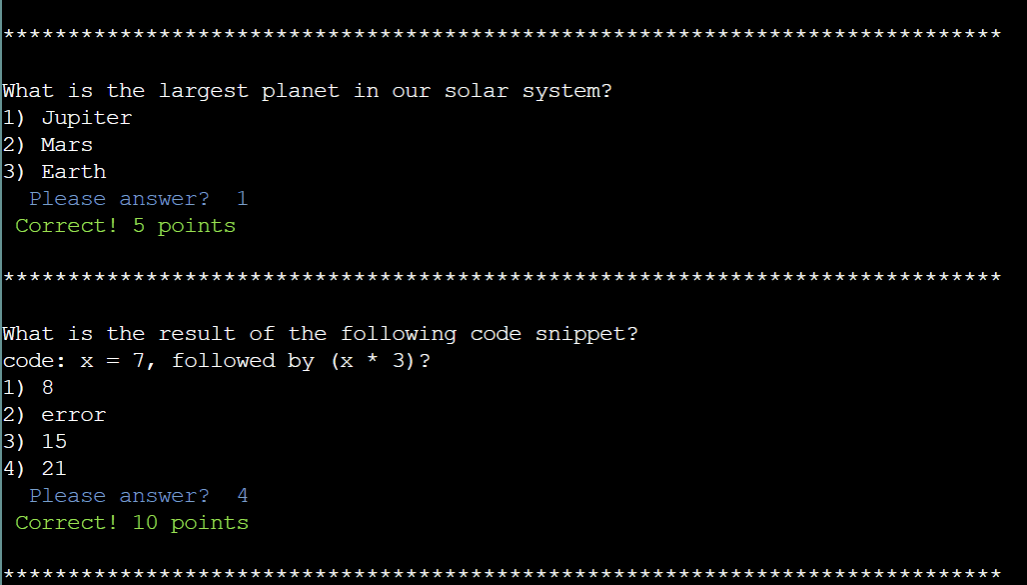 *****************************************************************************
What is the largest planet in our solar system?
1) Jupiter
2) Mars
3) Earth
Please answer?  1
Correct! 5 points
*****************************************************************************
What is the result of the following code snippet?
code: x = 7, followed by (x * 3)?
1) 8
2) error
3) 15
4) 21
Please answer?  4
Correct! 10 points
*****************************************************************************